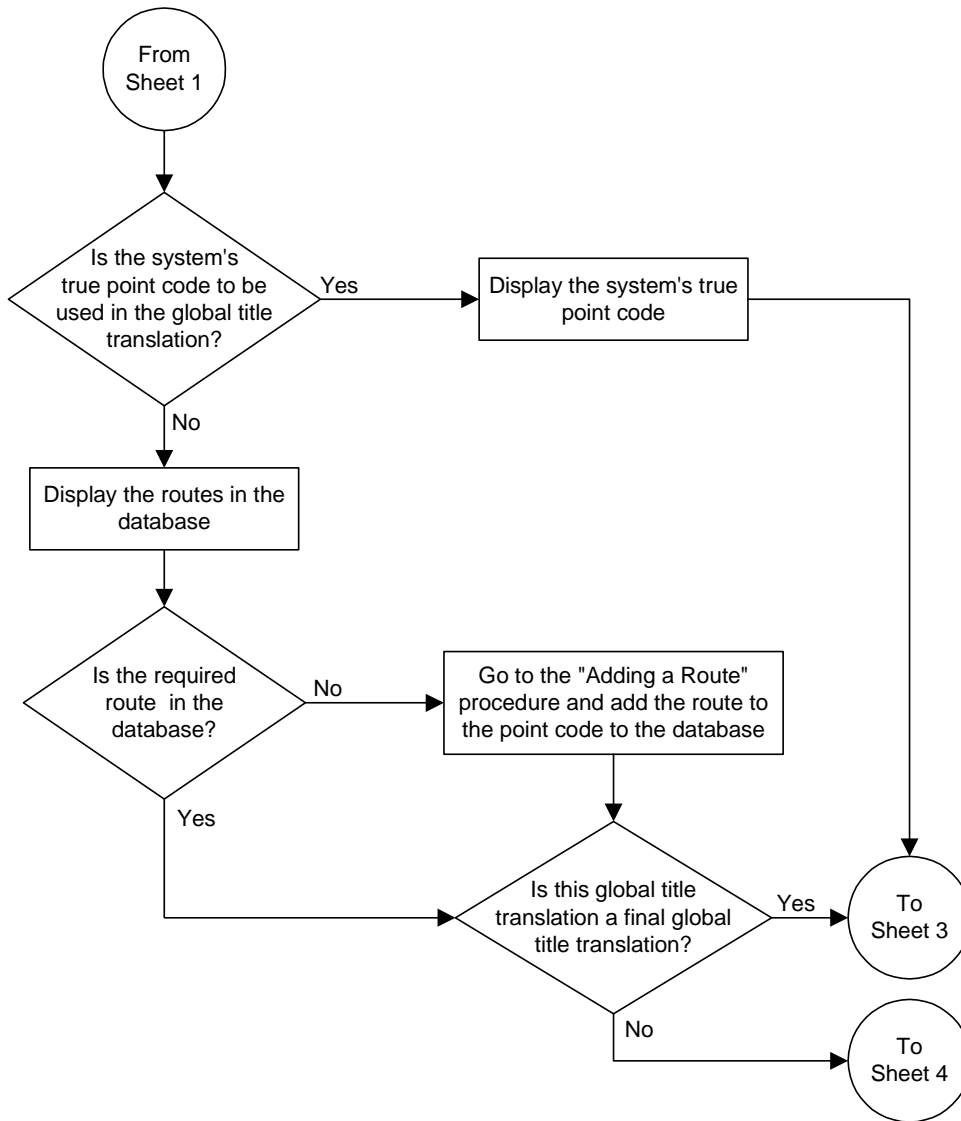 From
Sheet 1
Is the system's
true point code to be
used in the global title
translation?
Yes
Display the system's true
point code
No
Display the routes in the
database
Is the required
route  in the
database?
No
Go to the "Adding a Route"
procedure and add the route to
the point code to the database
Yes
Is this global title
translation a final global
title translation?
Yes
To
Sheet 3
No
To
Sheet 4